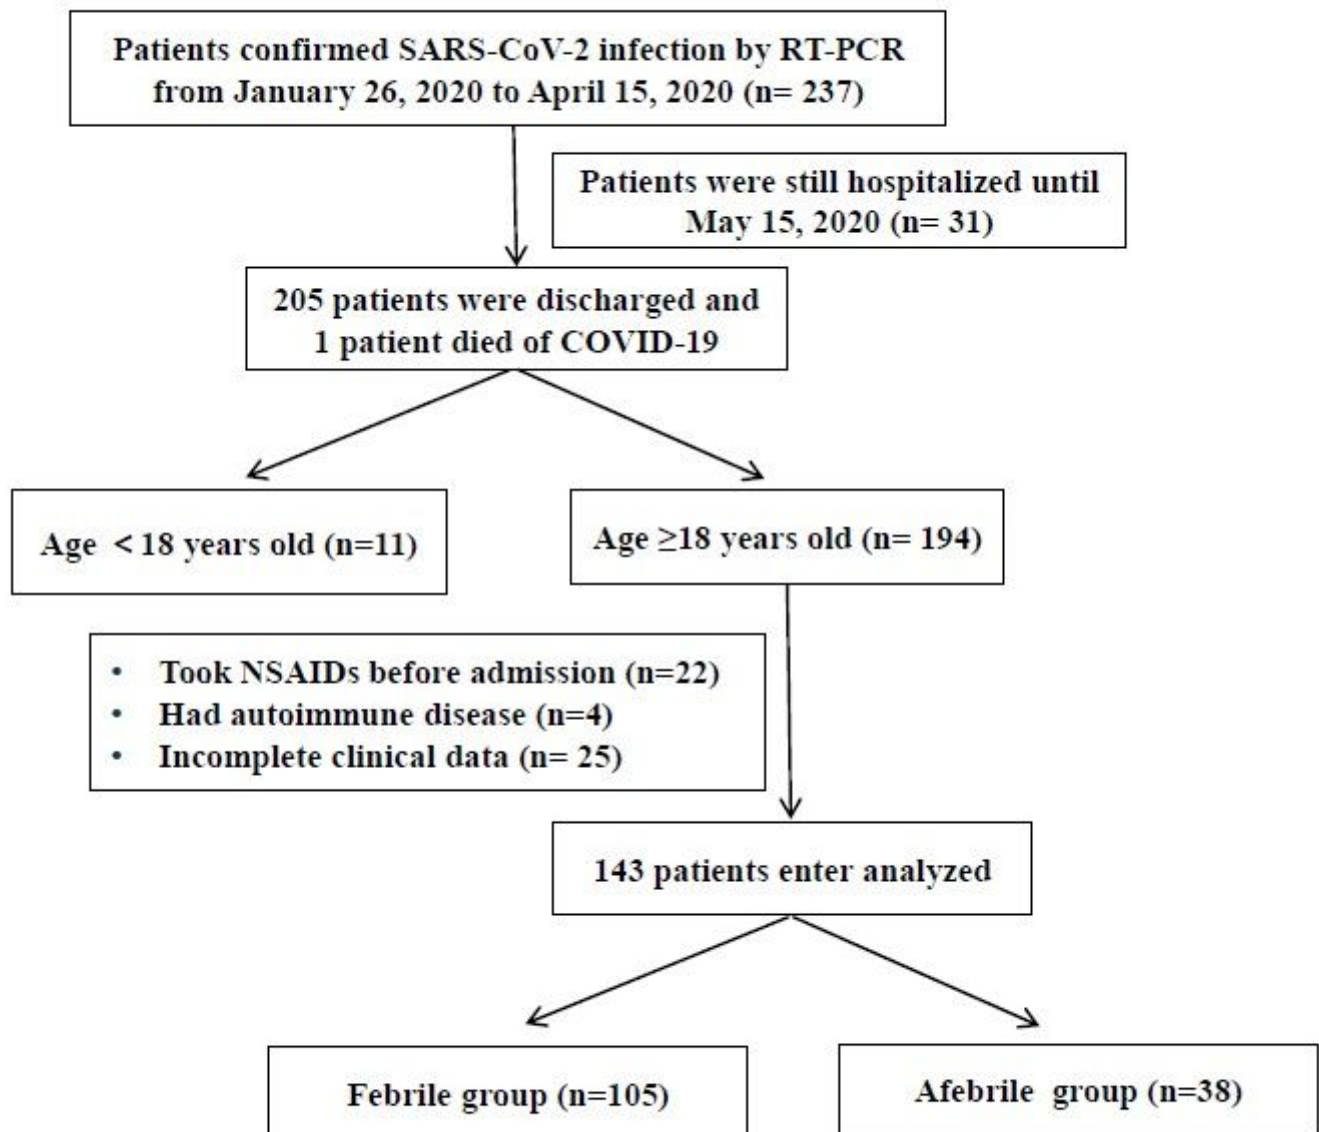 Patients confirmed SARS-CoV-2 infection by RT-PCR
from January 26, 2020 to April 15, 2020 (n= 237)
Patients were still hospitalized until
May 15, 2020 (n= 31)
205 patients were discharged and
1 patient died of COVID-19
Age < 18 years old (n=11)
Age ≥18 years old (n= 194)
• Took NSAIDs before admission (n=22)
• Had autoimmune disease (n=4)
• Incomplete clinical data (n= 25)
143 patients enter analyzed
Febrile group (n=105)
Afebrile group (n=38)